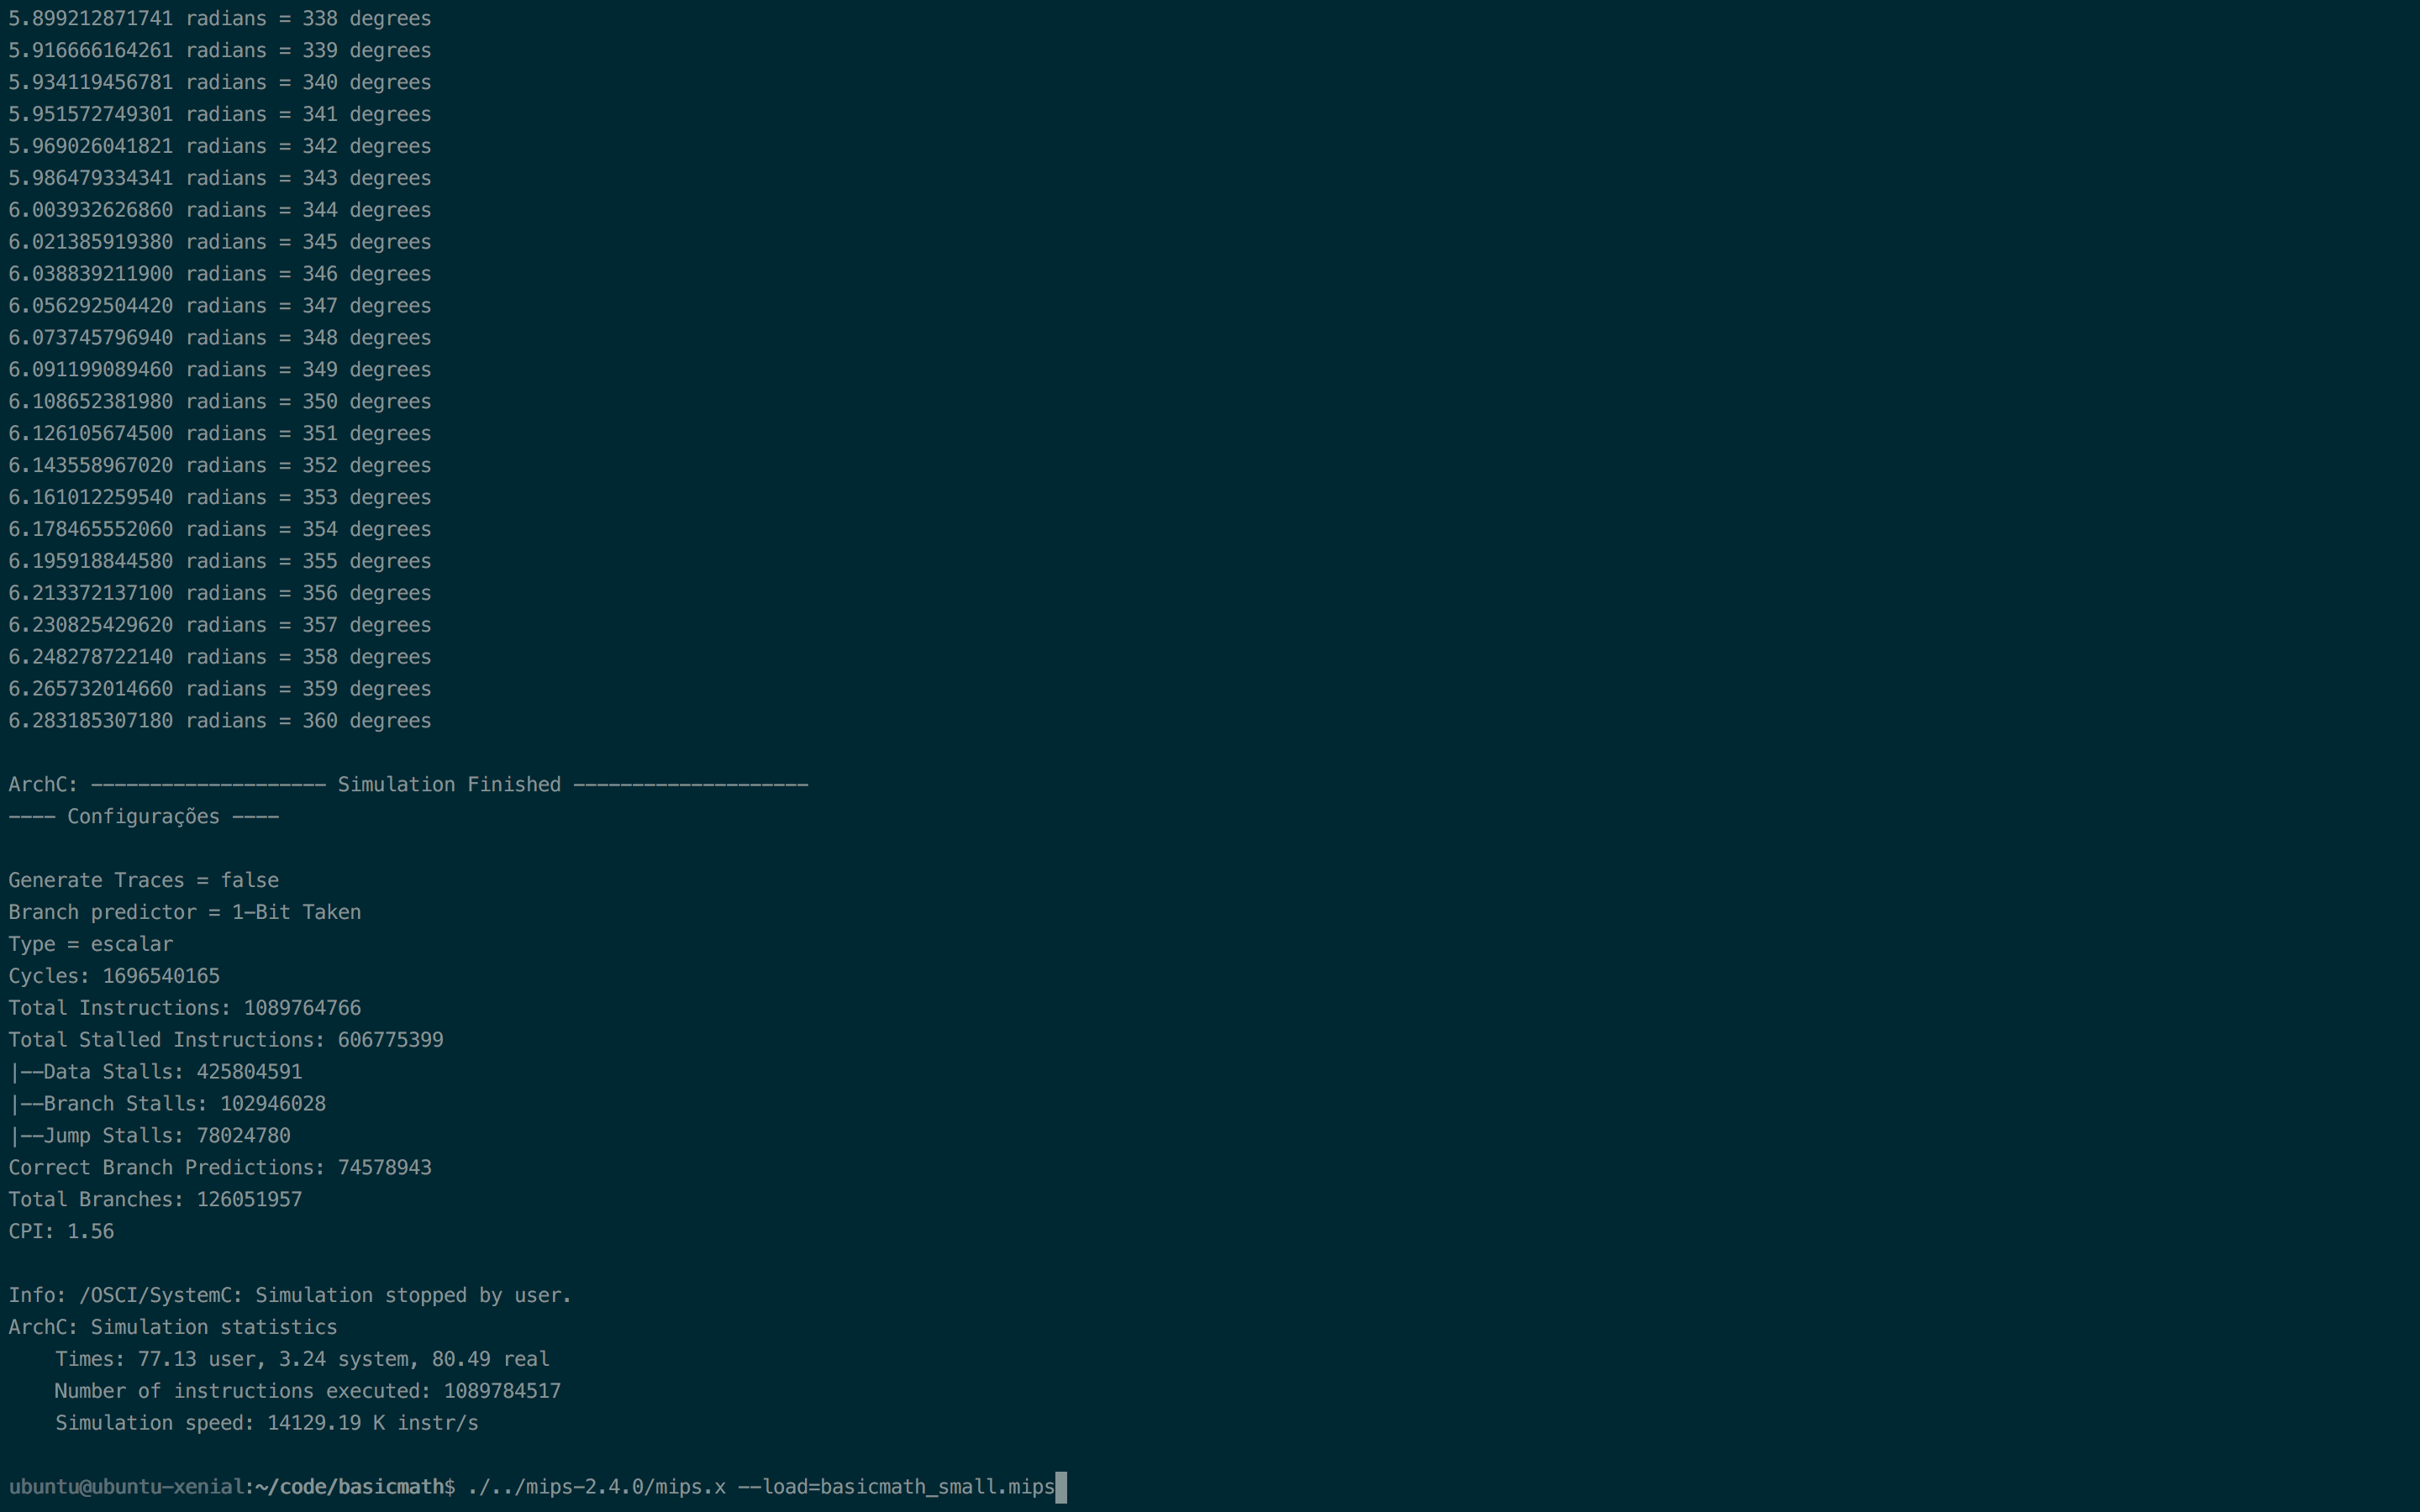 5.899212871741 radians = 338 degrees
5.916666164261 radians = 339 degrees
5.934119456781 radians = 340 degrees
5.951572749301 radians = 341 degrees
5.969026041821 radians = 342 degrees
5.986479334341 radians = 343 degrees
6.003932626860 radians = 344 degrees
6.021385919380 radians = 345 degrees
6.038839211900 radians = 346 degrees
6.056292504420 radians = 347 degrees
6.073745796940 radians = 348 degrees
6.091199089460 radians = 349 degrees
6.108652381980 radians = 350 degrees
6.126105674500 radians = 351 degrees
6.143558967020 radians = 352 degrees
6.161012259540 radians = 353 degrees
6.178465552060 radians = 354 degrees
6.195918844580 radians = 355 degrees
6.213372137100 radians = 356 degrees
6.230825429620 radians = 357 degrees
6.248278722140 radians = 358 degrees
6.265732014660 radians = 359 degrees
6.283185307180 radians = 360 degrees
ArchC: -------------------- Simulation Finished --------------------
---- Configurações ----
Generate Traces = false
Branch predictor = 1-Bit Taken
Type = escalar
Cycles: 1696540165
Total Instructions: 1089764766
Total Stalled Instructions: 606775399
|--Data Stalls: 425804591
|--Branch Stalls: 102946028
|--Jump Stalls: 78024780
Correct Branch Predictions: 74578943
Total Branches: 126051957
CPI: 1.56
Info: /OSCI/SystemC: Simulation stopped by user.
ArchC: Simulation statistics
    Times: 77.13 user, 3.24 system, 80.49 real
    Number of instructions executed: 1089784517
    Simulation speed: 14129.19 K instr/s
ubuntu@ubuntu-xenial:~/code/basicmath$ ./../mips-2.4.0/mips.x --load=basicmath_small.mips